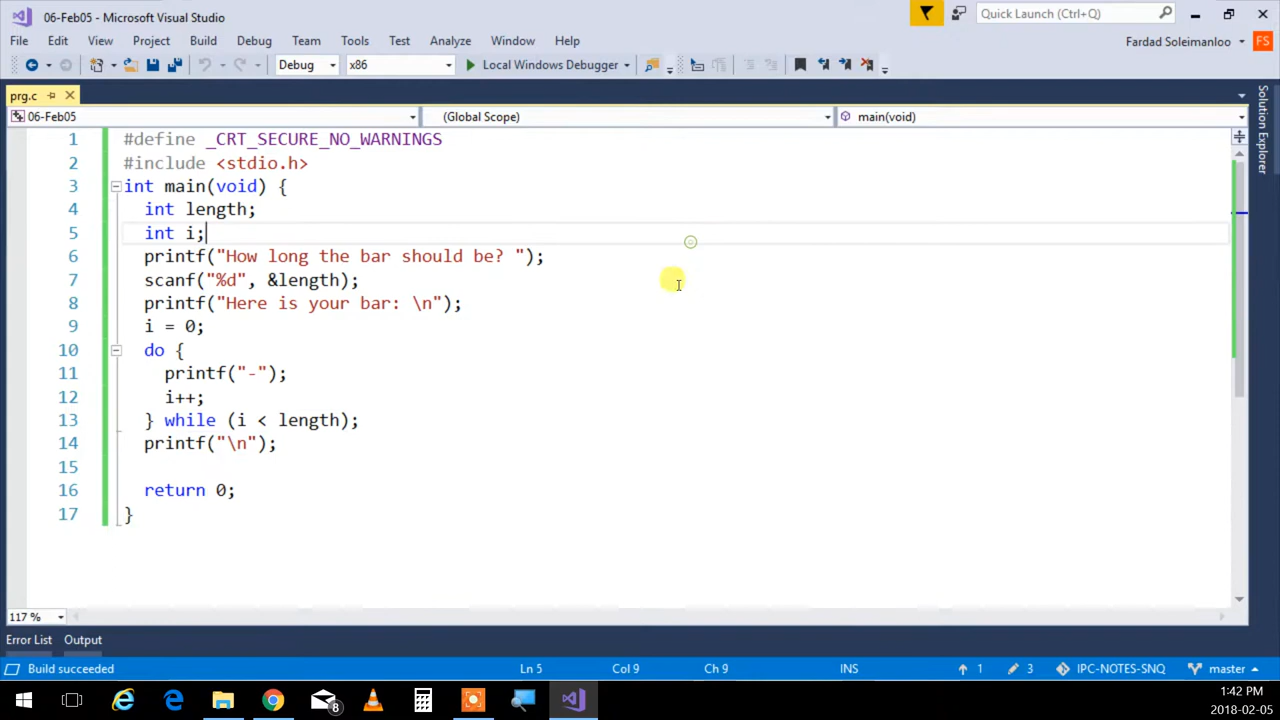 06-Feb05 - Microsoft Visual Studio
Quick Launch (Ctrl+Q)
File Edit View Project Build Debug Team Tools Test Analyze Window Help
Fardad Soleimanloo FS
Debug x86 Local Windows Debugger
prg.c
06-Feb05 (Global Scope) main(void)
Solution Explorer
1 #define _CRT_SECURE_NO_WARNINGS
2 #include <stdio.h>
3 int main(void) {
4 int length;
5 int i;
6 printf("How long the bar should be? ");
7 scanf("%d", &length);
8 printf("Here is your bar: \n");
9 i = 0;
10 do {
11 printf("-");
12 i++;
13 } while (i < length);
14 printf("\n");
15
16 return 0;
17 }
117 %
Error List Output
Build succeeded Ln 5 Col 9 Ch 9 INS 1 3 IPC-NOTES-SNQ master
8
1:42 PM
2018-02-05